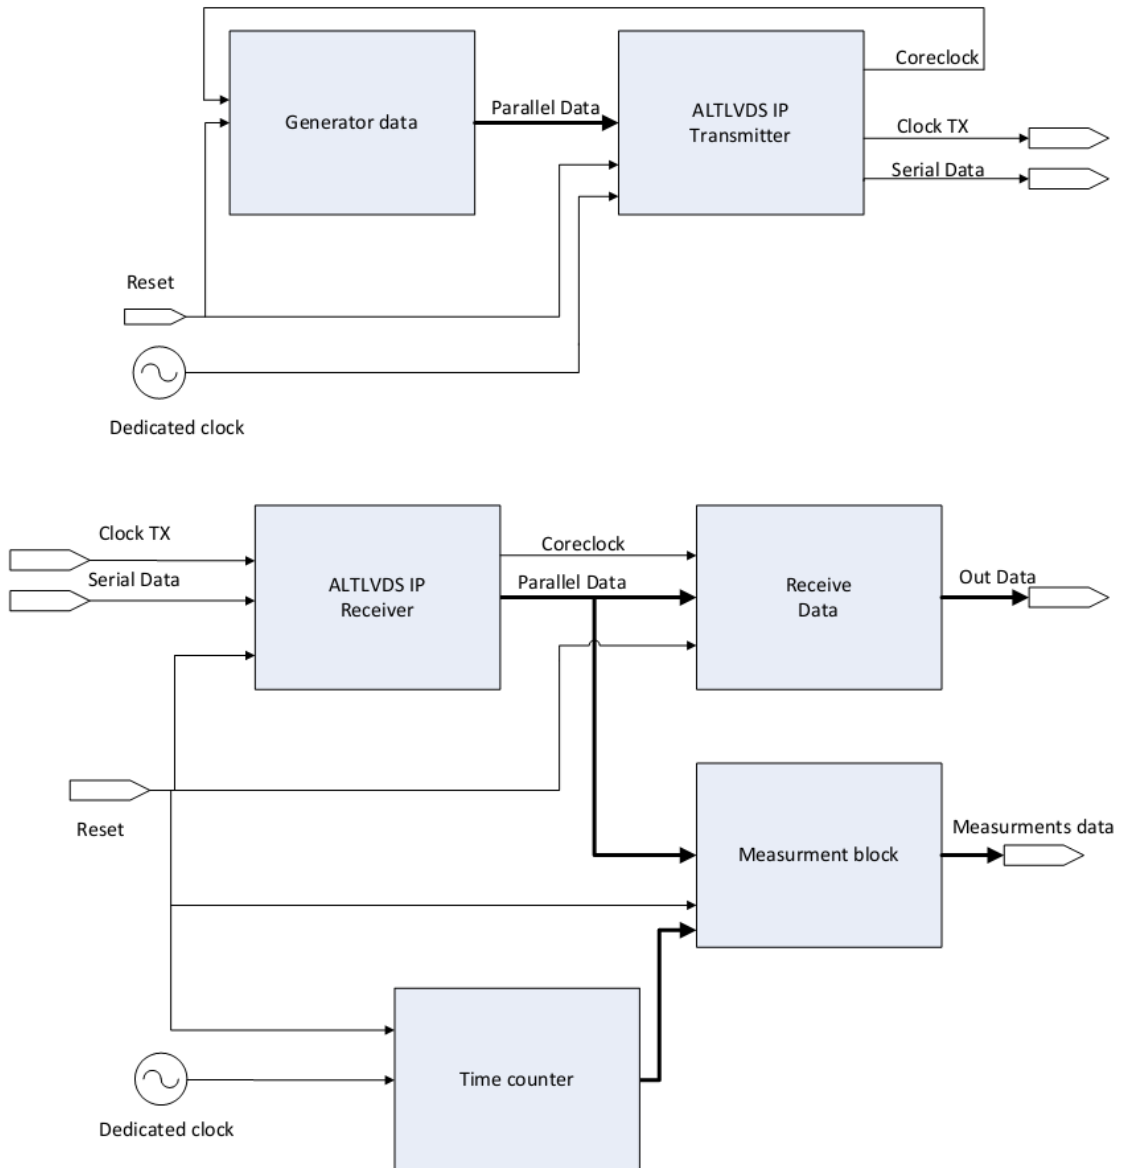 Coreclock
Generator data
Parallel Data
ALTLVDS IP
Transmitter
Clock TX
Serial Data
Reset
Dedicated clock
Clock TX
Serial Data
ALTLVDS IP
Receiver
Coreclock
Parallel Data
Receive
Data
Out Data
Reset
Measurment block
Measurments data
Time counter
Dedicated clock